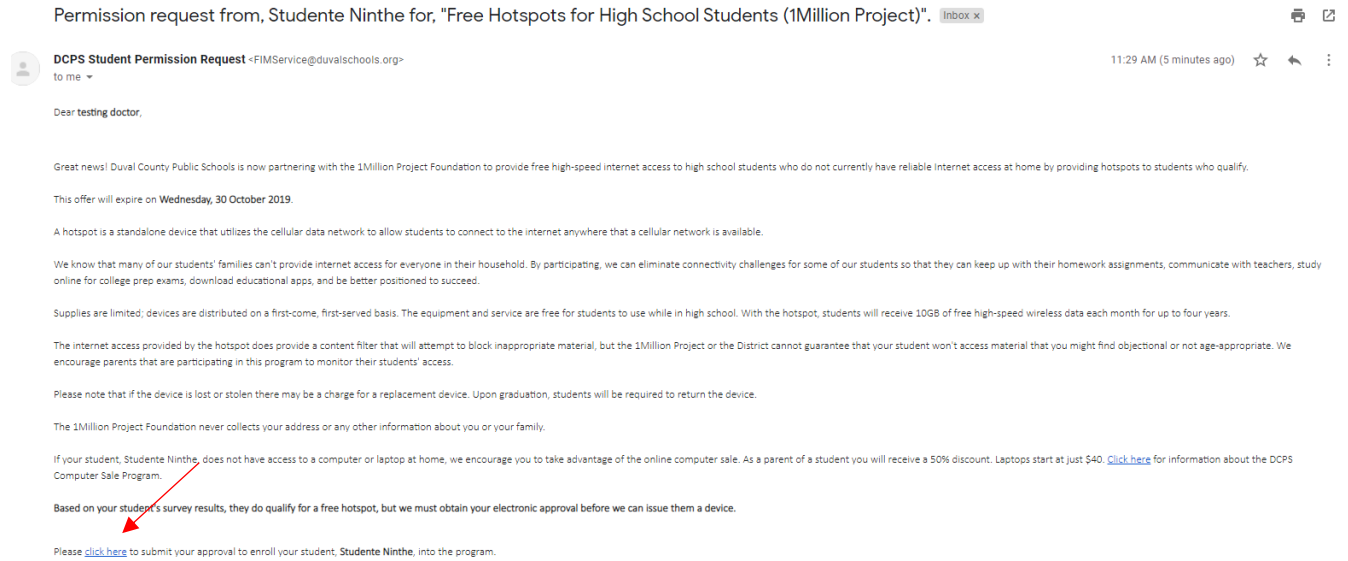 Permission request from, Studente Ninthe for, "Free Hotspots for High School Students (1Million Project)". Inbox x
DCPS Student Permission Request <FIMService@duvalschools.org> 11:29 AM (5 minutes ago)
to me
Dear testing doctor,
Great news! Duval County Public Schools is now partnering with the 1Million Project Foundation to provide free high-speed internet access to high school students who do not currently have reliable Internet access at home by providing hotspots to students who qualify.
This offer will expire on Wednesday, 30 October 2019.
A hotspot is a standalone device that utilizes the cellular data network to allow students to connect to the internet anywhere that a cellular network is available.
We know that many of our students' families can't provide internet access for everyone in their household. By participating, we can eliminate connectivity challenges for some of our students so that they can keep up with their homework assignments, communicate with teachers, study
online for college prep exams, download educational apps, and be better positioned to succeed.
Supplies are limited; devices are distributed on a first-come, first-served basis. The equipment and service are free for students to use while in high school. With the hotspot, students will receive 10GB of free high-speed wireless data each month for up to four years.
The internet access provided by the hotspot does provide a content filter that will attempt to block inappropriate material, but the 1Million Project or the District cannot guarantee that your student won't access material that you might find objectional or not age-appropriate. We
encourage parents that are participating in this program to monitor their students' access.
Please note that if the device is lost or stolen there may be a charge for a replacement device. Upon graduation, students will be required to return the device.
The 1Million Project Foundation never collects your address or any other information about you or your family.
If your student, Studente Ninthe, does not have access to a computer or laptop at home, we encourage you to take advantage of the online computer sale. As a parent of a student you will receive a 50% discount. Laptops start at just $40. Click here for information about the DCPS
Computer Sale Program.
Based on your student's survey results, they do qualify for a free hotspot, but we must obtain your electronic approval before we can issue them a device.
Please click here to submit your approval to enroll your student, Studente Ninthe, into the program.